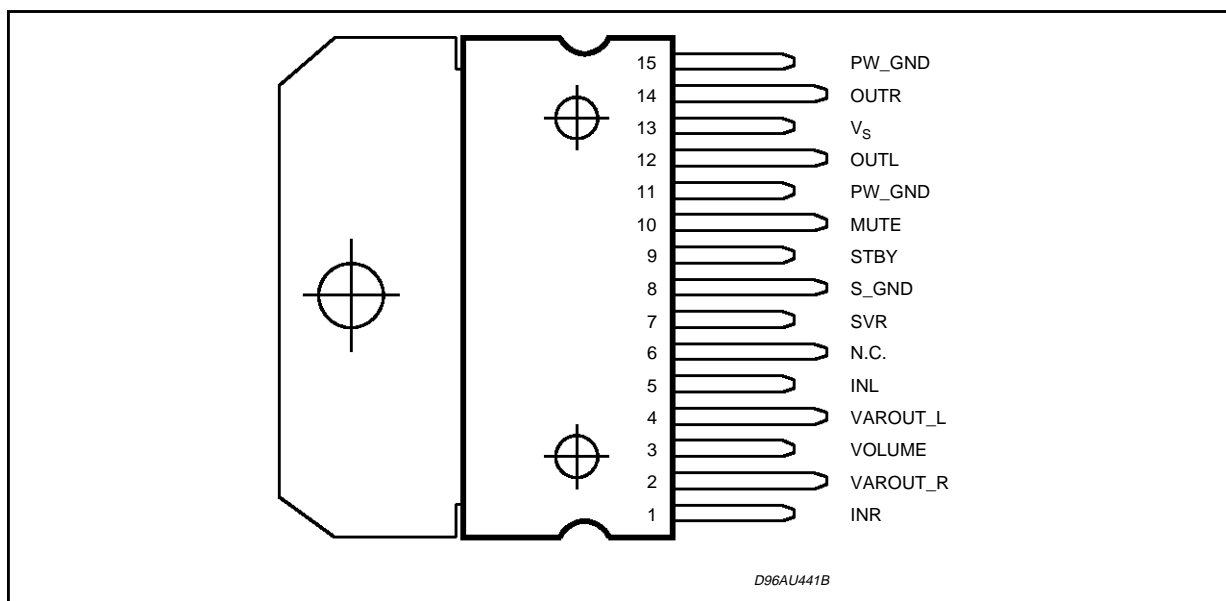 15 PW_GND
14 OUTR
13 VS
12 OUTL
11 PW_GND
10 MUTE
9 STBY
8 S_GND
7 SVR
6 N.C.
5 INL
4 VAROUT_L
3 VOLUME
2 VAROUT_R
1 INR
D96AU441B